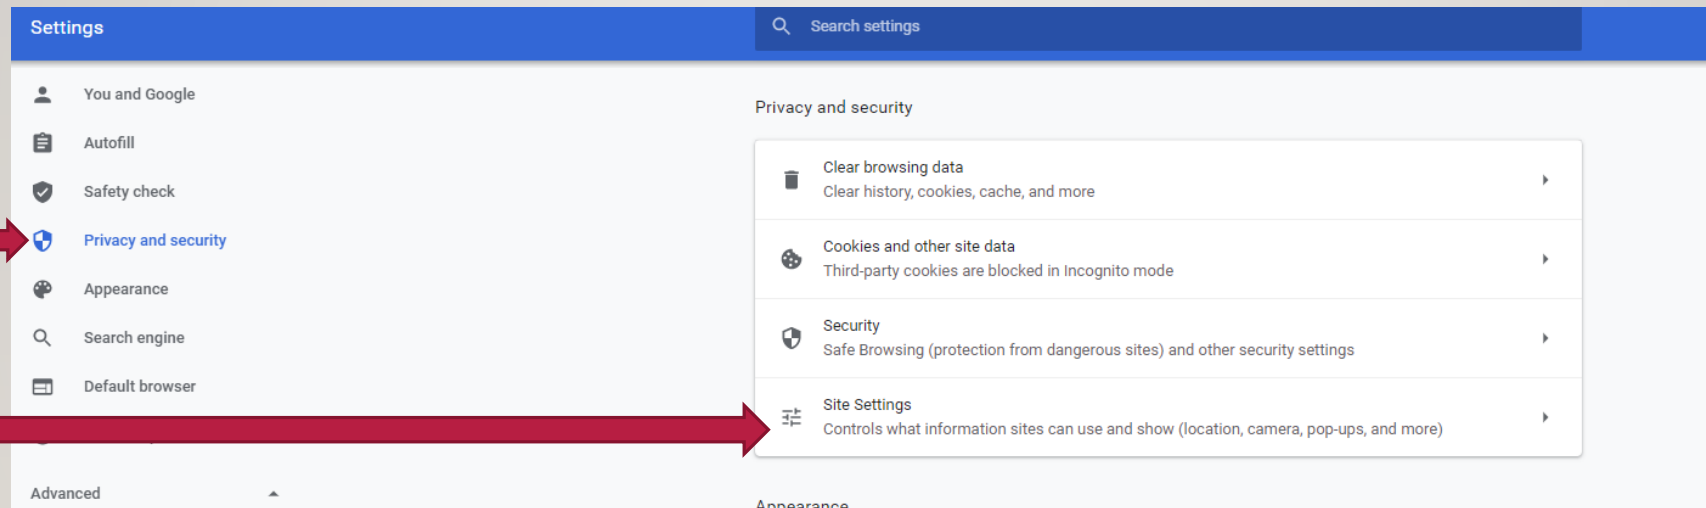 Settings
Search settings
You and Google
Autofill
Safety check
Privacy and security
Appearance
Search engine
Default browser
Advanced
Privacy and security
Clear browsing data
Clear history, cookies, cache, and more
Cookies and other site data
Third-party cookies are blocked in Incognito mode
Security
Safe Browsing (protection from dangerous sites) and other security settings
Site Settings
Controls what information sites can use and show (location, camera, pop-ups, and more)
Appearance